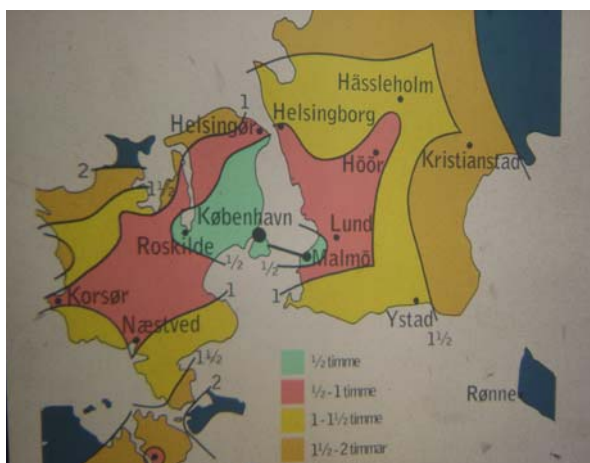 Hässleholm
1
Helsingør
Helsingborg
Höör
Kristianstad
2
1½
København
Lund
Roskilde
½
½
Malmö
Korsør
1
1
Næstved
Ystad
1½
1½
2
½ timme
½-1 timme
Rønne
1-1½ timme
1½-2 timmar